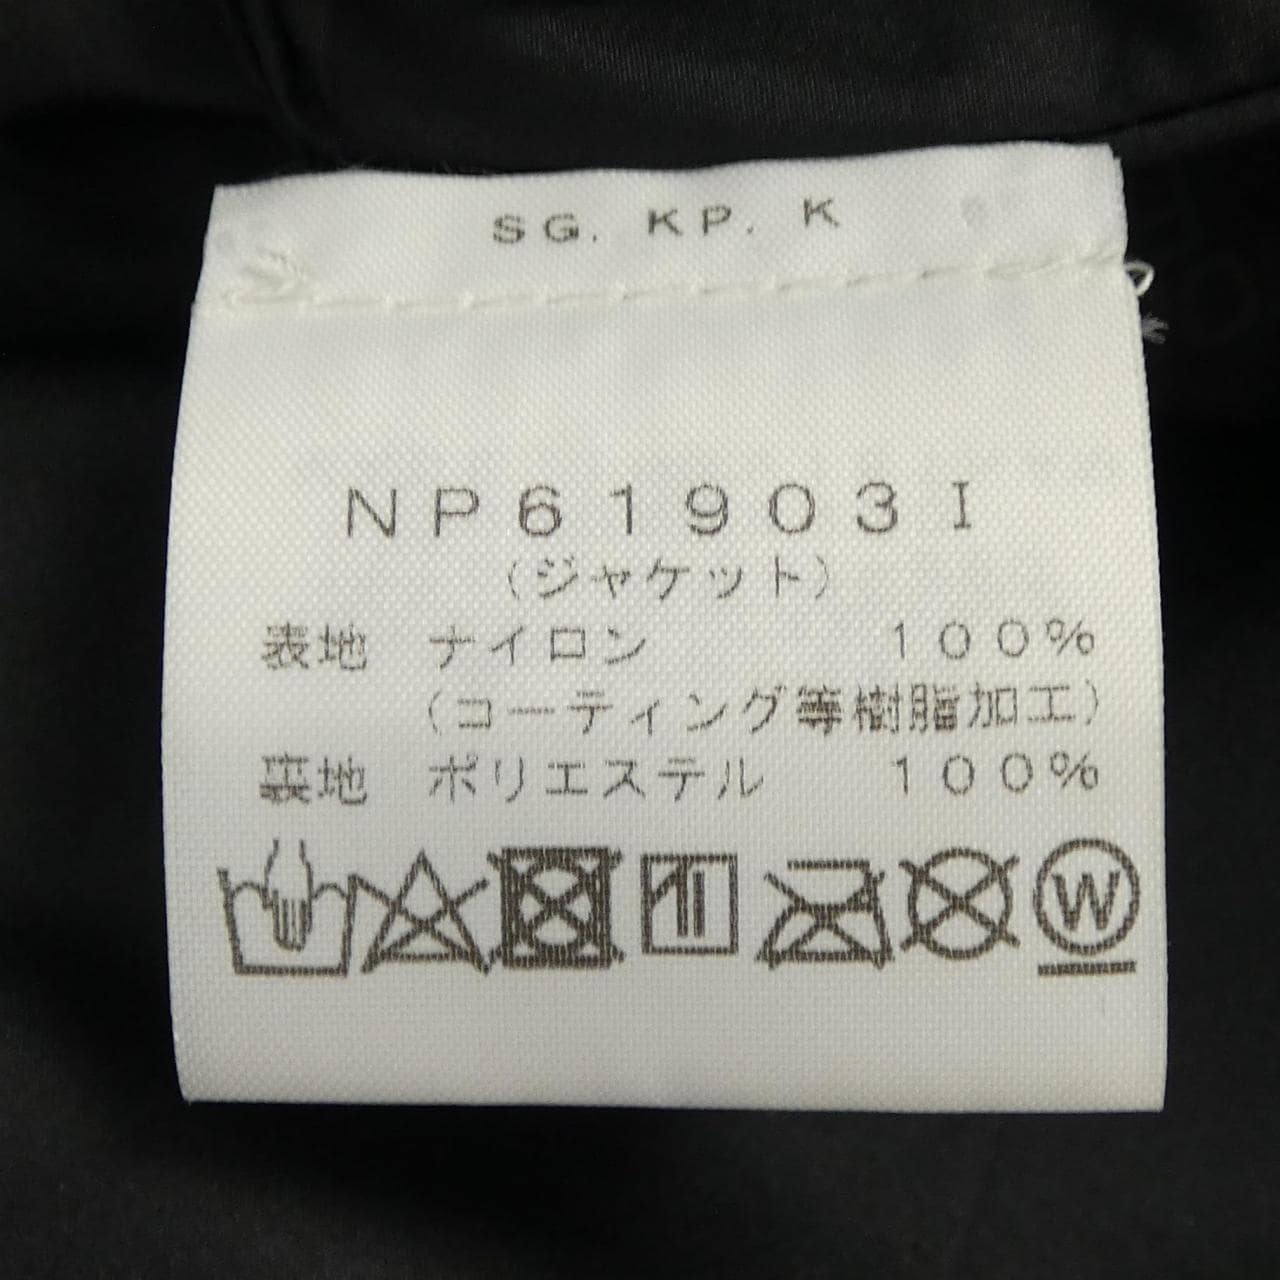 SG. KP. K
NP61903I
(ジャケット)
表地 ナイロン 100%
(コーティング等樹脂加工)
裏地 ポリエステル 100%
W